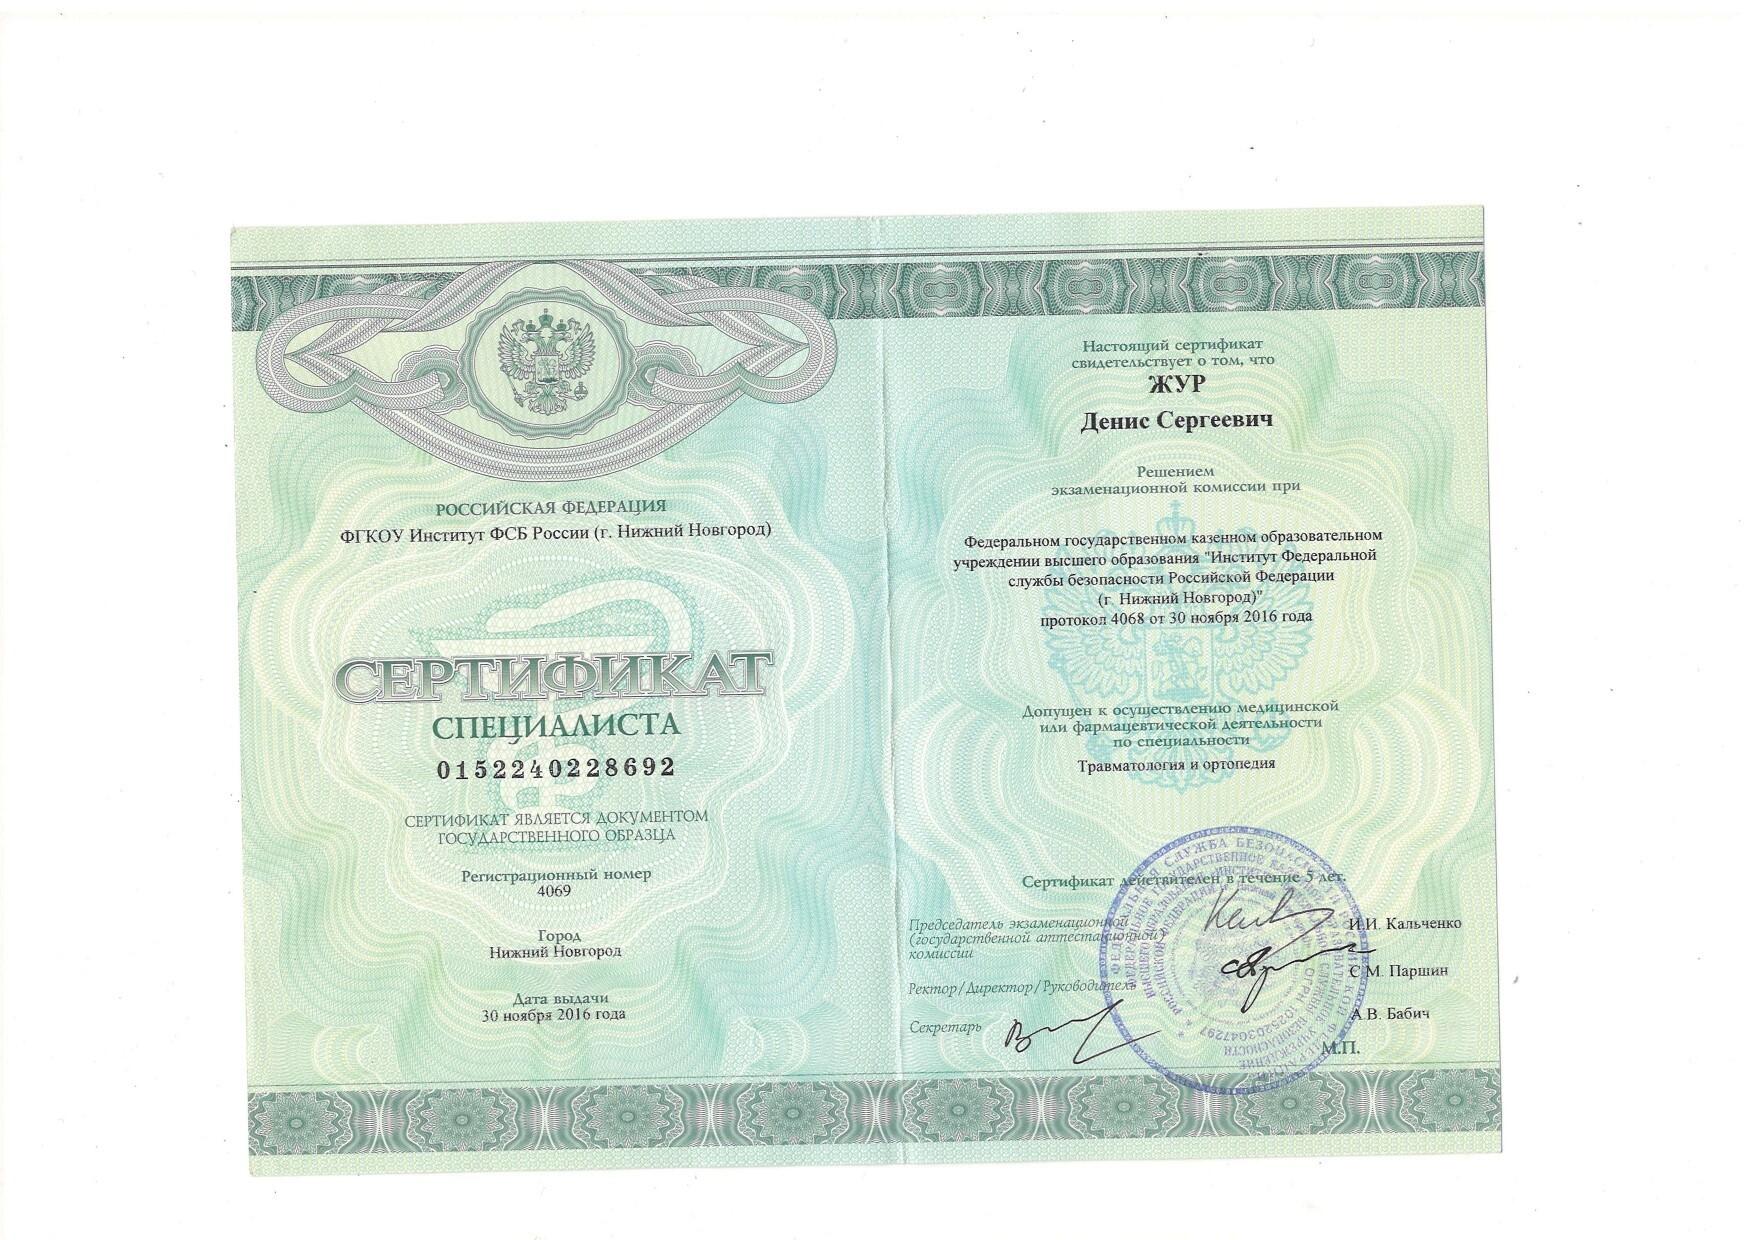 РОССИЙСКАЯ ФЕДЕРАЦИЯ
ФГКОУ Институт ФСБ России (г. Нижний Новгород)
СЕРТИФИКАТ
СПЕЦИАЛИСТА
0152240228692
СЕРТИФИКАТ ЯВЛЯЕТСЯ ДОКУМЕНТОМ
ГОСУДАРСТВЕННОГО ОБРАЗЦА
Регистрационный номер
4069
Город
Нижний Новгород
Дата выдачи
30 ноября 2016 года
Настоящий сертификат
свидетельствует о том, что
ЖУР
Денис Сергеевич
Решением
экзаменационной комиссии при
Федеральном государственном казенном образовательном
учреждении высшего образования "Институт Федеральной
службы безопасности Российской Федерации
(г. Нижний Новгород)"
протокол 4068 от 30 ноября 2016 года
Допущен к осуществлению медицинской
или фармацевтической деятельности
по специальности
Травматология и ортопедия
Сертификат действителен в течение 5 лет.
Председатель экзаменационной
(государственной аттестационной)
комиссии
И.И. Кальченко
Ректор/Директор/Руководитель
С.М. Паршин
Секретарь
А.В. Бабич
М.П.